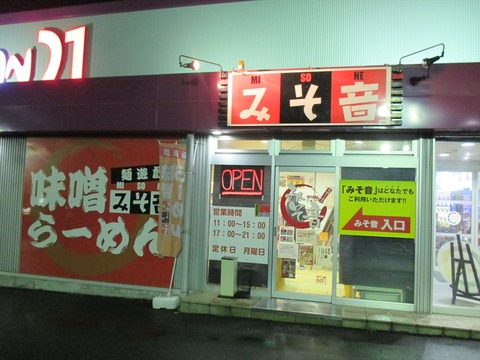 21
MI SO NE
みそ音
麺遊
MI SO
味噌
みそ音
らーめん
OPEN
営業時間
11:00～15:00
17:00～21:00
定休日 月曜日
「みそ音」はどなたでも
ご利用いただけます!!
みそ音 入口